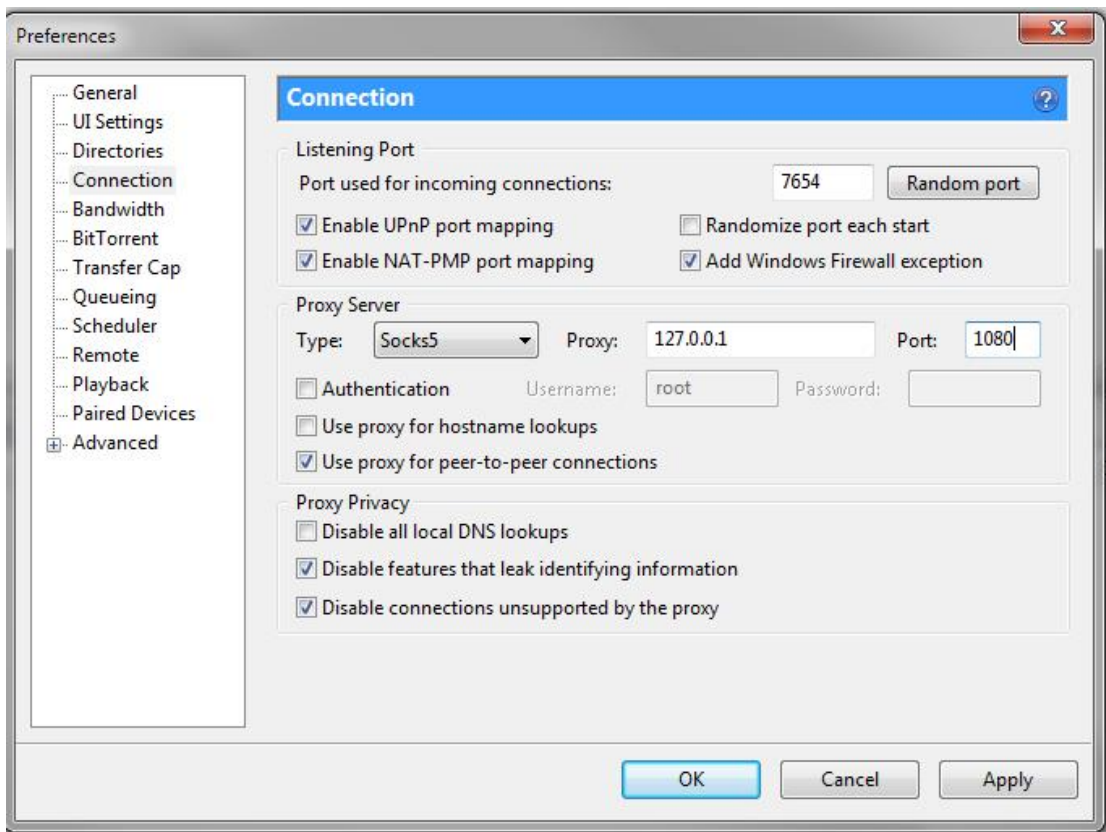 Preferences
General
UI Settings
Directories
Connection
Bandwidth
BitTorrent
Transfer Cap
Queueing
Scheduler
Remote
Playback
Paired Devices
Advanced
Connection
Listening Port
Port used for incoming connections: 7654 Random port
Enable UPnP port mapping Randomize port each start
Enable NAT-PMP port mapping Add Windows Firewall exception
Proxy Server
Type: Socks5 Proxy: 127.0.0.1 Port: 1080
Authentication Username: root Password:
Use proxy for hostname lookups
Use proxy for peer-to-peer connections
Proxy Privacy
Disable all local DNS lookups
Disable features that leak identifying information
Disable connections unsupported by the proxy
OK Cancel Apply